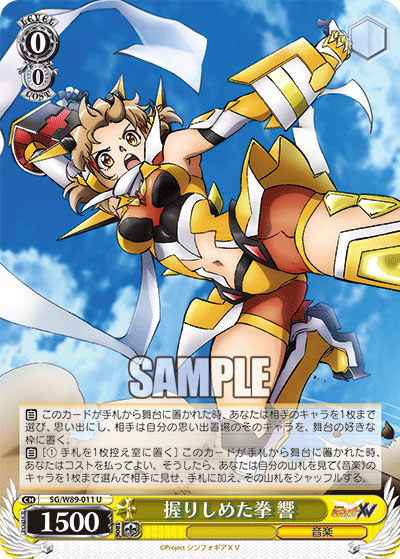 LEVEL
0
0
COST
SAMPLE
自 このカードが手札から舞台に置かれた時、あなたは相手のキャラを1枚まで
選び、思い出にし、相手は自分の思い出置場のそのキャラを、舞台の好きな
枠に置く。
自 [① 手札を1枚控え室に置く] このカードが手札から舞台に置かれた時、
あなたはコストを払ってよい。そうしたら、あなたは自分の山札を見て《音楽》の
キャラを1枚まで選んで相手に見せ、手札に加え、その山札をシャッフルする。
CH SG/W89-011 U
1500
握りしめた拳 響
XV
音楽
©Project シンフォギアＸＶ